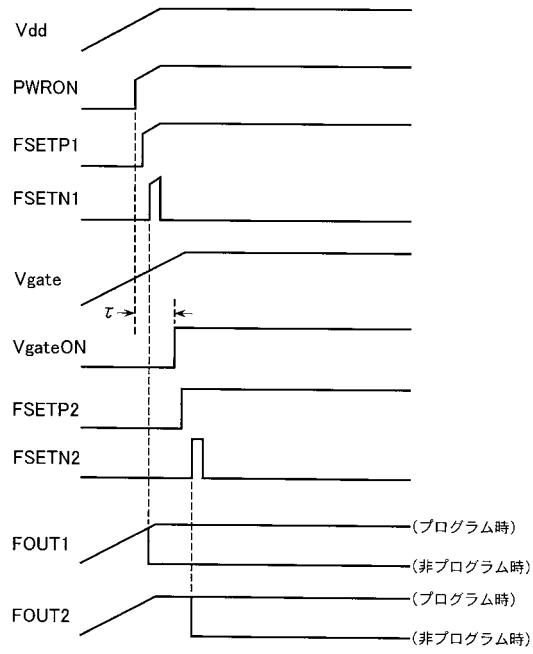 Vdd
PWRON
FSETP1
FSETN1
Vgate
τ
VgateON
FSETP2
FSETN2
FOUT1
(プログラム時)
(非プログラム時)
FOUT2
(プログラム時)
(非プログラム時)